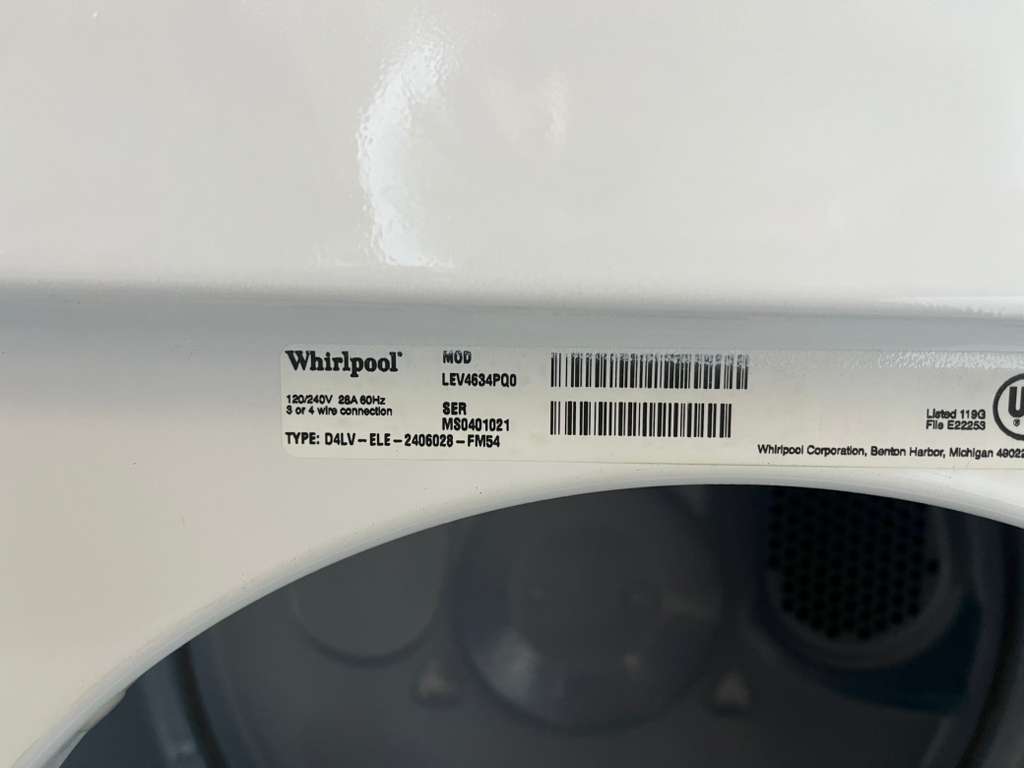 Whirlpool
120/240V 28A 60Hz
3 or 4 wire connection
MOD
LEV4634PQ0
SER
MS0401021
TYPE: D4LV-ELE-2406028-FM54
Listed 119G
File E22253
Whirlpool Corporation, Benton Harbor, Michigan 49022